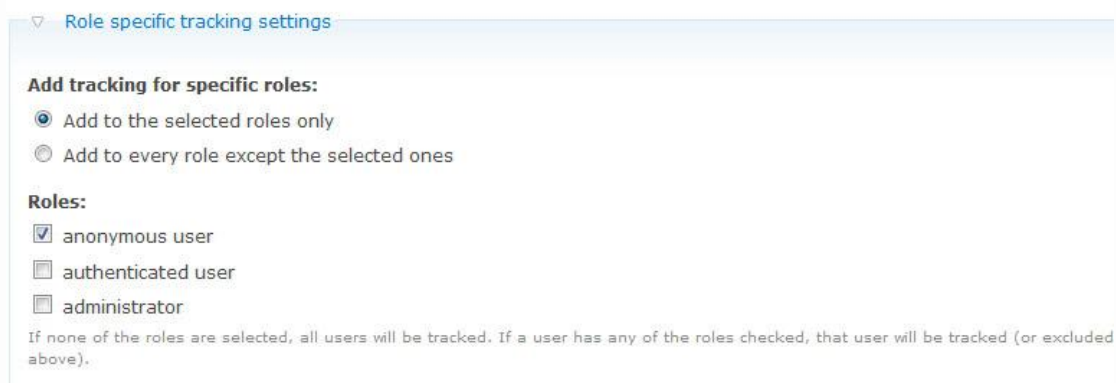 Role specific tracking settings
Add tracking for specific roles:
Add to the selected roles only
Add to every role except the selected ones
Roles:
anonymous user
authenticated user
administrator
If none of the roles are selected, all users will be tracked. If a user has any of the roles checked, that user will be tracked (or excluded
above).